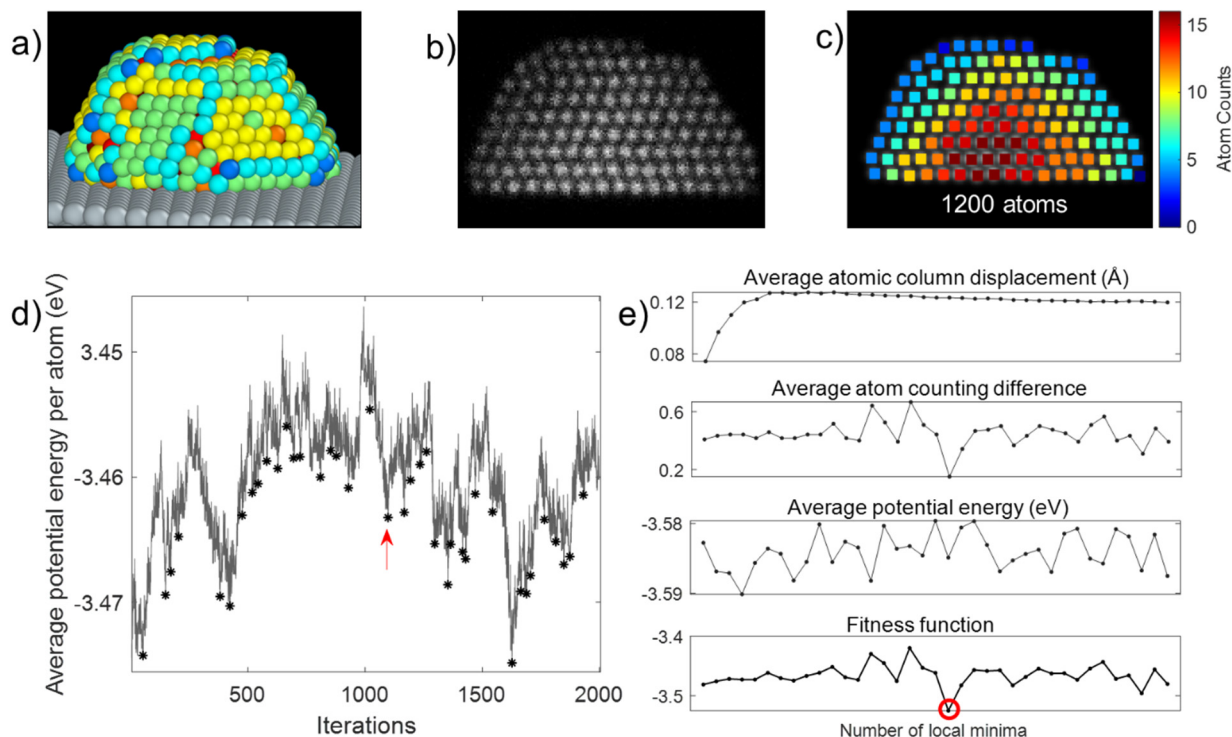 a)
b)
c)
15
10
5
0
Atom Counts
1200 atoms
d)
Average potential energy per atom (eV)
-3.45
-3.46
-3.47
500
1000
1500
2000
Iterations
e)
Average atomic column displacement (Å)
0.12
0.08
Average atom counting difference
0.6
0.2
Average potential energy (eV)
-3.58
-3.59
Fitness function
-3.4
-3.5
Number of local minima